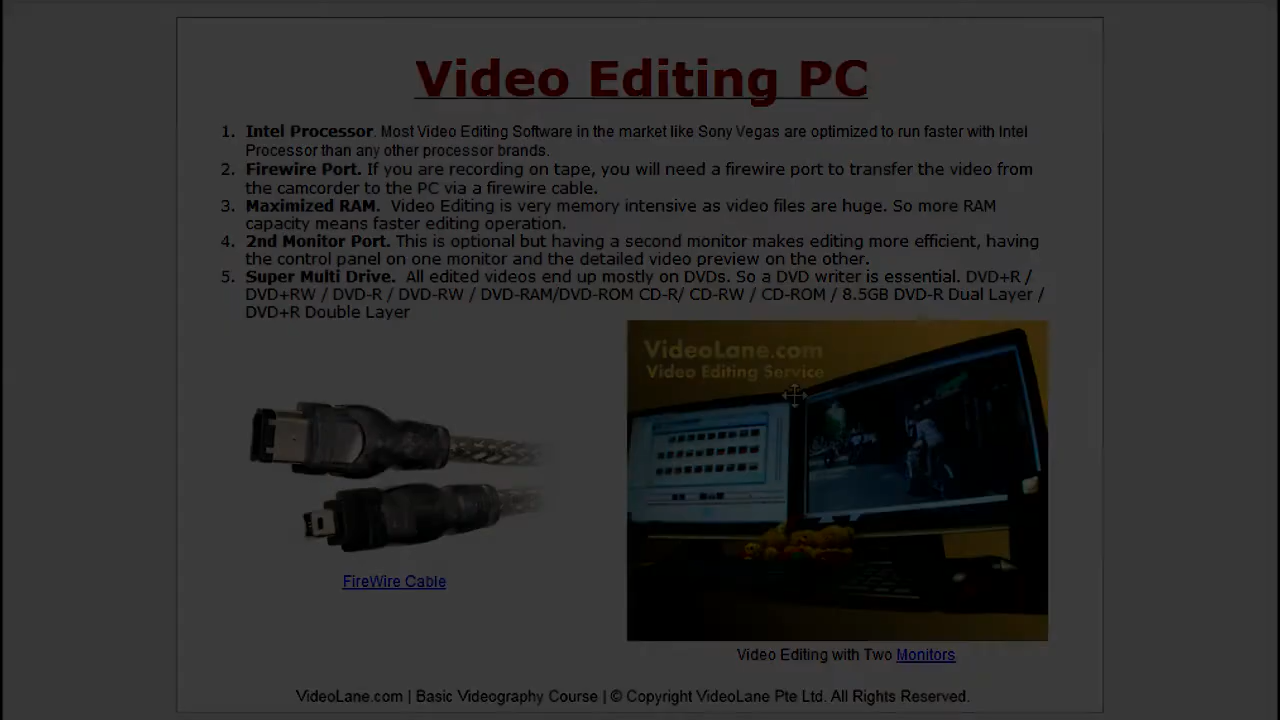 Video Editing PC
1. Intel Processor. Most Video Editing Software in the market like Sony Vegas are optimized to run faster with Intel
Processor than any other processor brands.
2. Firewire Port. If you are recording on tape, you will need a firewire port to transfer the video from
the camcorder to the PC via a firewire cable.
3. Maximized RAM. Video Editing is very memory intensive as video files are huge. So more RAM
capacity means faster editing operation.
4. 2nd Monitor Port. This is optional but having a second monitor makes editing more efficient, having
the control panel on one monitor and the detailed video preview on the other.
5. Super Multi Drive. All edited videos end up mostly on DVDs. So a DVD writer is essential. DVD+R /
DVD+RW / DVD-R / DVD-RW / DVD-RAM/DVD-ROM CD-R/ CD-RW / CD-ROM / 8.5GB DVD-R Dual Layer /
DVD+R Double Layer
VideoLane.com
Video Editing Service
FireWire Cable
Video Editing with Two Monitors
VideoLane.com | Basic Videography Course | © Copyright VideoLane Pte Ltd. All Rights Reserved.